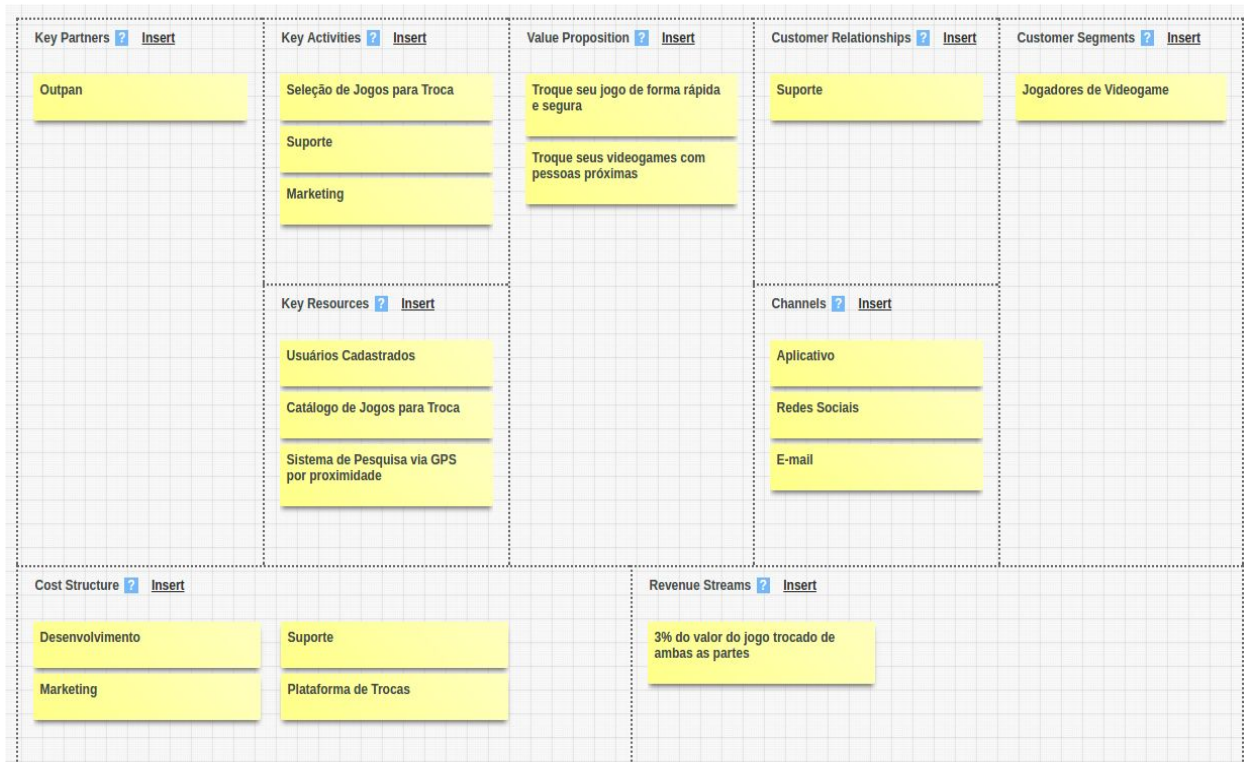 Key Partners ? Insert
Outpan
Key Activities ? Insert
Seleção de Jogos para Troca
Suporte
Marketing
Key Resources ? Insert
Usuários Cadastrados
Catálogo de Jogos para Troca
Sistema de Pesquisa via GPS
por proximidade
Value Proposition ? Insert
Troque seu jogo de forma rápida
e segura
Troque seus videogames com
pessoas próximas
Customer Relationships ? Insert
Suporte
Channels ? Insert
Aplicativo
Redes Sociais
E-mail
Customer Segments ? Insert
Jogadores de Videogame
Cost Structure ? Insert
Desenvolvimento
Marketing
Suporte
Plataforma de Trocas
Revenue Streams ? Insert
3% do valor do jogo trocado de
ambas as partes